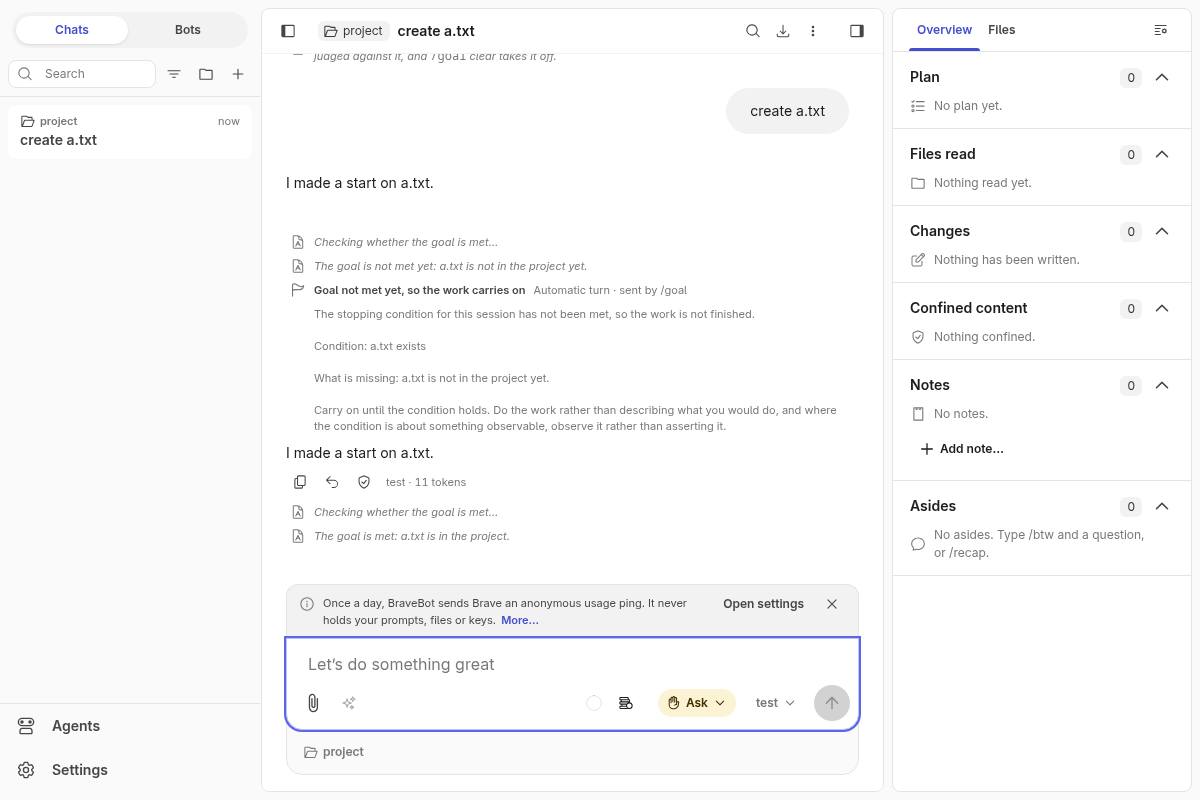 Chats
Bots
Search
project
now
create a.txt
Agents
Settings
project
create a.txt
judged against it, and /goal clear takes it off.
create a.txt
I made a start on a.txt.
Checking whether the goal is met...
The goal is not met yet: a.txt is not in the project yet.
Goal not met yet, so the work carries on Automatic turn · sent by /goal
The stopping condition for this session has not been met, so the work is not finished.
Condition: a.txt exists
What is missing: a.txt is not in the project yet.
Carry on until the condition holds. Do the work rather than describing what you would do, and where
the condition is about something observable, observe it rather than asserting it.
I made a start on a.txt.
test · 11 tokens
Checking whether the goal is met...
The goal is met: a.txt is in the project.
Once a day, BraveBot sends Brave an anonymous usage ping. It never
holds your prompts, files or keys. More...
Open settings
Let's do something great
Ask
test
project
Overview
Files
Plan
0
No plan yet.
Files read
0
Nothing read yet.
Changes
0
Nothing has been written.
Confined content
0
Nothing confined.
Notes
0
No notes.
Add note...
Asides
0
No asides. Type /btw and a question,
or /recap.